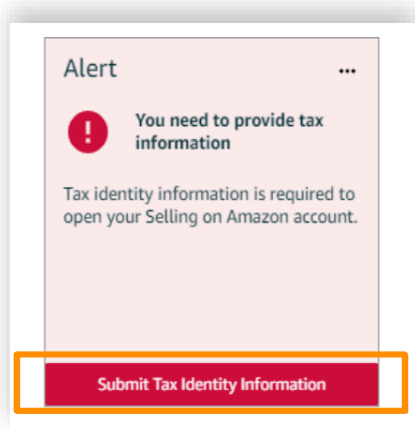 Alert
...
!
You need to provide tax
information
Tax identity information is required to
open your Selling on Amazon account.
Submit Tax Identity Information